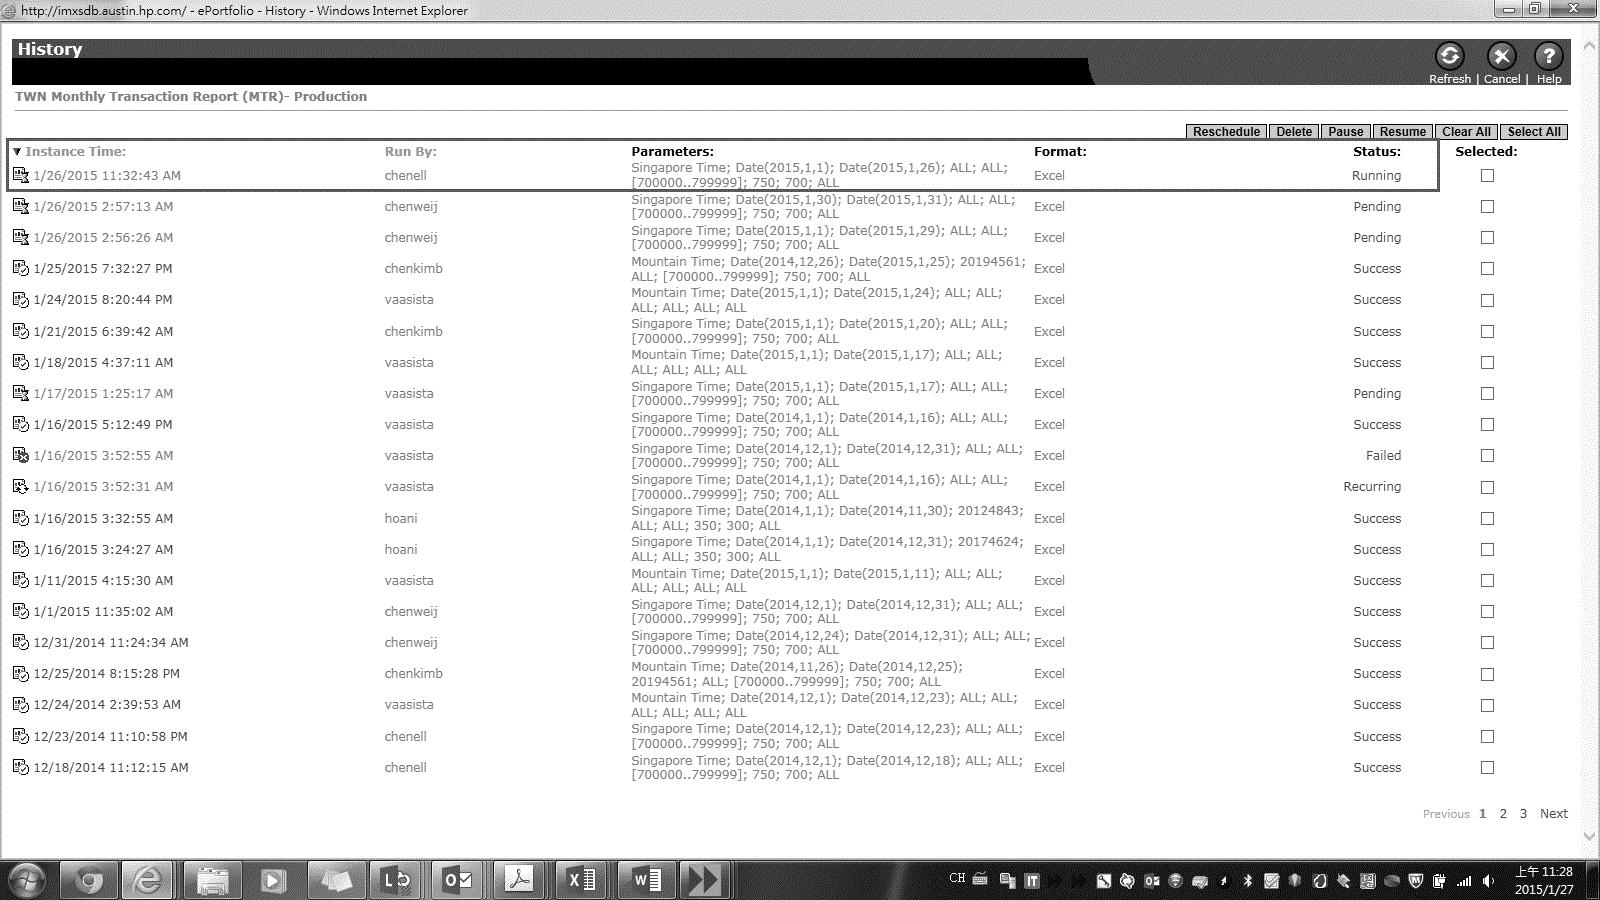 http://imxsdb.austin.hp.com/ - ePortfolio - History - Windows Internet Explorer
History
Refresh | Cancel | Help
TWN Monthly Transaction Report (MTR)- Production
Reschedule Delete Pause Resume Clear All Select All
Instance Time: Run By: Parameters: Format: Status: Selected:
1/26/2015 11:32:43 AM chenell Singapore Time; Date(2015,1,1); Date(2015,1,26); ALL; ALL; Excel Running
[700000..799999]; 750; 700; ALL
1/26/2015 2:57:13 AM chenweij Singapore Time; Date(2015,1,30); Date(2015,1,31); ALL; ALL; Excel Pending
[700000..799999]; 750; 700; ALL
1/26/2015 2:56:26 AM chenweij Singapore Time; Date(2015,1,1); Date(2015,1,29); ALL; ALL; Excel Pending
[700000..799999]; 750; 700; ALL
1/25/2015 7:32:27 PM chenkimb Mountain Time; Date(2014,12,26); Date(2015,1,25); 20194561; Excel Success
ALL; [700000..799999]; 750; 700; ALL
1/24/2015 8:20:44 PM vaasista Mountain Time; Date(2015,1,1); Date(2015,1,24); ALL; ALL; Excel Success
ALL; ALL; ALL; ALL
1/21/2015 6:39:42 AM chenkimb Singapore Time; Date(2015,1,1); Date(2015,1,20); ALL; ALL; Excel Success
[700000..799999]; 750; 700; ALL
1/18/2015 4:37:11 AM vaasista Mountain Time; Date(2015,1,1); Date(2015,1,17); ALL; ALL; Excel Success
ALL; ALL; ALL; ALL
1/17/2015 1:25:17 AM vaasista Singapore Time; Date(2015,1,1); Date(2015,1,17); ALL; ALL; Excel Pending
[700000..799999]; 750; 700; ALL
1/16/2015 5:12:49 PM vaasista Singapore Time; Date(2014,1,1); Date(2014,1,16); ALL; ALL; Excel Success
[700000..799999]; 750; 700; ALL
1/16/2015 3:52:55 AM vaasista Singapore Time; Date(2014,12,1); Date(2014,12,31); ALL; ALL; Excel Failed
[700000..799999]; 750; 700; ALL
1/16/2015 3:52:31 AM vaasista Singapore Time; Date(2014,1,1); Date(2014,1,16); ALL; ALL; Excel Recurring
[700000..799999]; 750; 700; ALL
1/16/2015 3:32:55 AM hoani Singapore Time; Date(2014,1,1); Date(2014,11,30); 20124843; Excel Success
ALL; ALL; 350; 300; ALL
1/16/2015 3:24:27 AM hoani Singapore Time; Date(2014,1,1); Date(2014,12,31); 20174624; Excel Success
ALL; ALL; 350; 300; ALL
1/11/2015 4:15:30 AM vaasista Mountain Time; Date(2015,1,1); Date(2015,1,11); ALL; ALL; Excel Success
ALL; ALL; ALL; ALL
1/1/2015 11:35:02 AM chenweij Singapore Time; Date(2014,12,1); Date(2014,12,31); ALL; ALL; Excel Success
[700000..799999]; 750; 700; ALL
12/31/2014 11:24:34 AM chenweij Singapore Time; Date(2014,12,24); Date(2014,12,31); ALL; ALL; Excel Success
[700000..799999]; 750; 700; ALL
12/25/2014 8:15:28 PM chenkimb Mountain Time; Date(2014,11,26); Date(2014,12,25); Excel Success
20194561; ALL; [700000..799999]; 750; 700; ALL
12/24/2014 2:39:53 AM vaasista Mountain Time; Date(2014,12,1); Date(2014,12,23); ALL; ALL; Excel Success
ALL; ALL; ALL; ALL
12/23/2014 11:10:58 PM chenell Singapore Time; Date(2014,12,1); Date(2014,12,23); ALL; ALL; Excel Success
[700000..799999]; 750; 700; ALL
12/18/2014 11:12:15 AM chenell Singapore Time; Date(2014,12,1); Date(2014,12,18); ALL; ALL; Excel Success
[700000..799999]; 750; 700; ALL
Previous 1 2 3 Next
CH IT 上午 11:28
2015/1/27